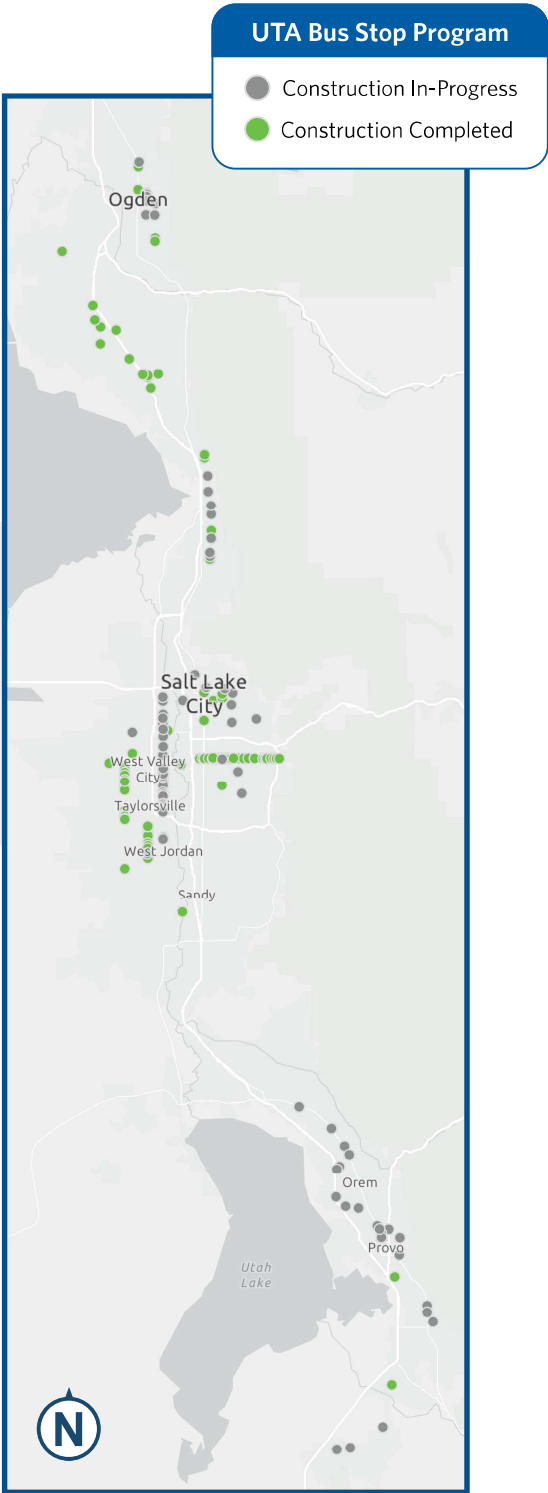 UTA Bus Stop Program
Construction In-Progress
Construction Completed
Ogden
Salt Lake
City
West Valley
City
Taylorsville
West Jordan
Sandy
Orem
Provo
Utah
Lake
N